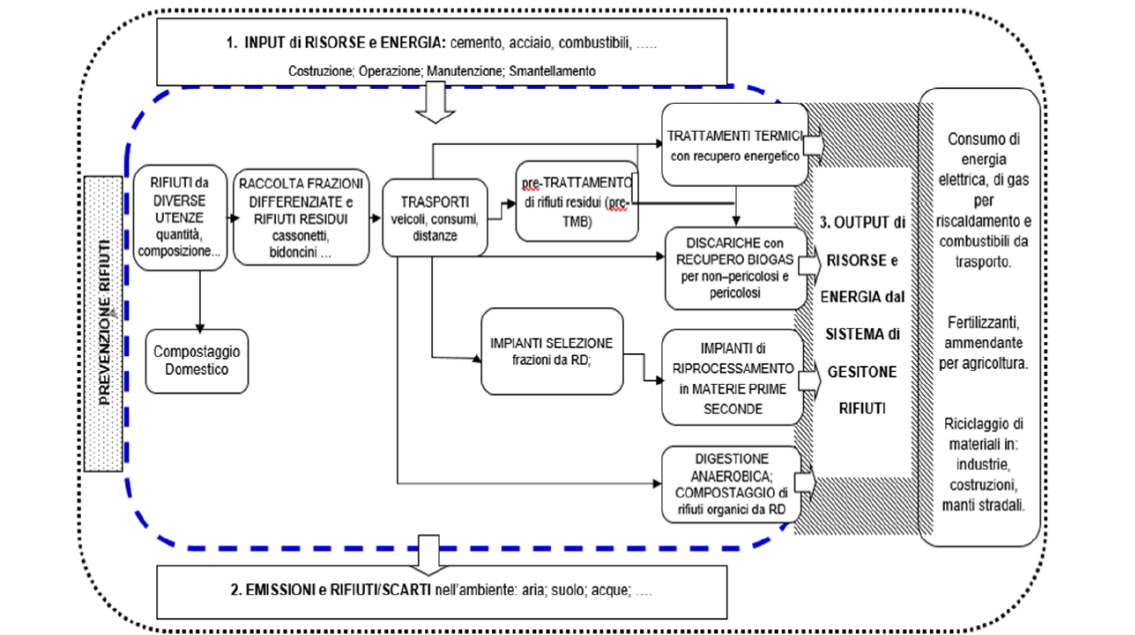 1. INPUT di RISORSE e ENERGIA: cemento, acciaio, combustibili, .....
Costruzione; Operazione; Manutenzione; Smantellamento
PREVENZIONE RIFIUTI
RIFIUTI da
DIVERSE
UTENZE
quantità,
composizione...
RACCOLTA FRAZIONI
DIFFERENZIATE e
RIFIUTI RESIDUI
cassonetti,
bidoncini ...
TRASPORTI
veicoli, consumi,
distanze
pre-TRATTAMENTO
di rifiuti residui (pre-
TMB)
TRATTAMENTI TERMICI
con recupero energetico
DISCARICHE con
RECUPERO BIOGAS
per non–pericolosi e
pericolosi
Compostaggio
Domestico
IMPIANTI SELEZIONE
frazioni da RD;
IMPIANTI di
RIPROCESSAMENTO
in MATERIE PRIME
SECONDE
DIGESTIONE
ANAEROBICA;
COMPOSTAGGIO di
rifiuti organici da RD
3. OUTPUT di
RISORSE e
ENERGIA dal
SISTEMA di
GESITONE
RIFIUTI
Consumo di
energia
elettrica, di gas
per
riscaldamento e
combustibili da
trasporto.
Fertilizzanti,
ammendante
per agricoltura.
Riciclaggio di
materiali in:
industrie,
costruzioni,
manti stradali.
2. EMISSIONI e RIFIUTI/SCARTI nell'ambiente: aria; suolo; acque; ....